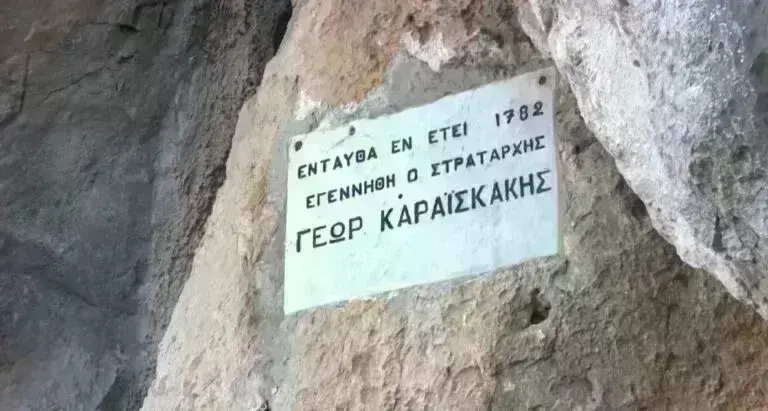 ΕΝΤΑΥΘΑ ΕΝ ΕΤΕΙ 1782
ΕΓΕΝΝΗΘΗ Ο ΣΤΡΑΤΑΡΧΗΣ
ΓΕΩΡ ΚΑΡΑΪΣΚΑΚΗΣ